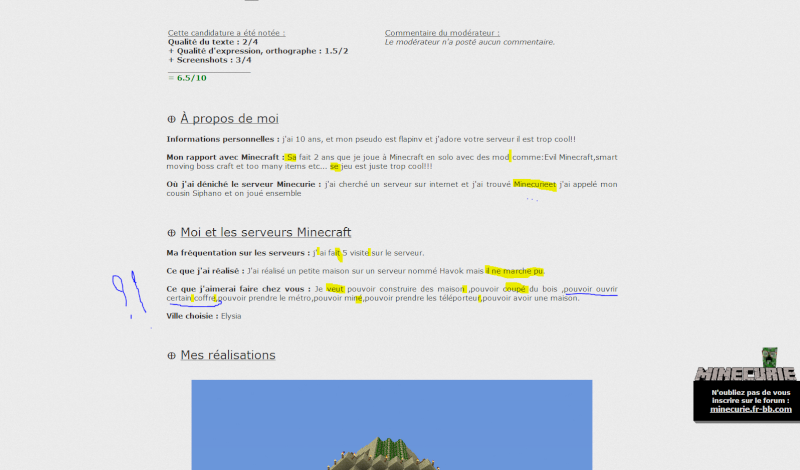 Cette candidature a été notée :
Qualité du texte : 2/4
+ Qualité d'expression, orthographe : 1.5/2
+ Screenshots : 3/4
= 6.5/10
Commentaire du modérateur :
Le modérateur n'a posté aucun commentaire.
À propos de moi
Informations personnelles : j'ai 10 ans, et mon pseudo est flapinv et j'adore votre serveur il est trop cool!!
Mon rapport avec Minecraft : Sa fait 2 ans que je joue à Minecraft en solo avec des mod comme:Evil Minecraft,smart
moving boss craft et too many items etc... se jeu est juste trop cool!!!
Où j'ai déniché le serveur Minecurie : j'ai cherché un serveur sur internet et j'ai trouvé Minecuneet j'ai appelé mon
cousin Siphano et on joué ensemble
Moi et les serveurs Minecraft
Ma fréquentation sur les serveurs : j'ai fait 5 visite sur le serveur.
Ce que j'ai réalisé : J'ai réalisé un petite maison sur un serveur nommé Havok mais il ne marche pu.
Ce que j'aimerai faire chez vous : Je veut pouvoir construire des maison ,pouvoir coupé du bois ,pouvoir ouvrir
certain coffre,pouvoir prendre le métro,pouvoir miné,pouvoir prendre les téléporteur,pouvoir avoir une maison.
Ville choisie : Elysia
?!
Mes réalisations
MINECURIE
N'oubliez pas de vous
inscrire sur le forum :
minecurie.fr-bb.com